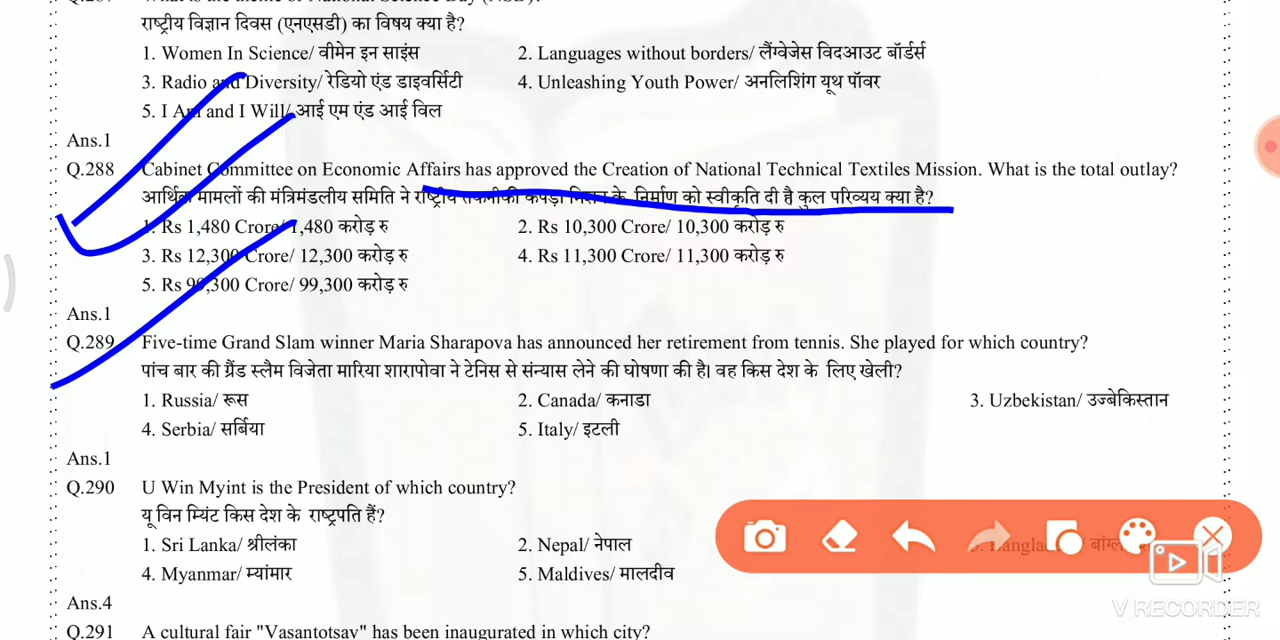 राष्ट्रीय विज्ञान दिवस (एनएसडी) का विषय क्या है?
1. Women In Science/ वीमेन इन साइंस 2. Languages without borders/ लैंग्वेजेस विदआउट बॉर्डर्स
3. Radio and Diversity/ रेडियो एंड डाइवर्सिटी 4. Unleashing Youth Power/ अनलिशिंग यूथ पॉवर
5. I Am and I Will/ आई एम एंड आई विल
Ans.1
Q.288 Cabinet Committee on Economic Affairs has approved the Creation of National Technical Textiles Mission. What is the total outlay?
आर्थिक मामलों की मंत्रिमंडलीय समिति ने राष्ट्रीय तकनीकी कपड़ा मिशन के निर्माण को स्वीकृति दी है कुल परिव्यय क्या है?
1. Rs 1,480 Crore/ 1,480 करोड़ रु 2. Rs 10,300 Crore/ 10,300 करोड़ रु
3. Rs 12,300 Crore/ 12,300 करोड़ रु 4. Rs 11,300 Crore/ 11,300 करोड़ रु
5. Rs 99,300 Crore/ 99,300 करोड़ रु
Ans.1
Q.289 Five-time Grand Slam winner Maria Sharapova has announced her retirement from tennis. She played for which country?
पांच बार की ग्रैंड स्लैम विजेता मारिया शारापोवा ने टेनिस से संन्यास लेने की घोषणा की है। वह किस देश के लिए खेली?
1. Russia/ रूस 2. Canada/ कनाडा 3. Uzbekistan/ उज्बेकिस्तान
4. Serbia/ सर्बिया 5. Italy/ इटली
Ans.1
Q.290 U Win Myint is the President of which country?
यू विन म्यिंट किस देश के राष्ट्रपति हैं?
1. Sri Lanka/ श्रीलंका 2. Nepal/ नेपाल
4. Myanmar/ म्यांमार 5. Maldives/ मालदीव
Ans.4
V RECORDER
Q.291 A cultural fair "Vasantotsav" has been inaugurated in which city?